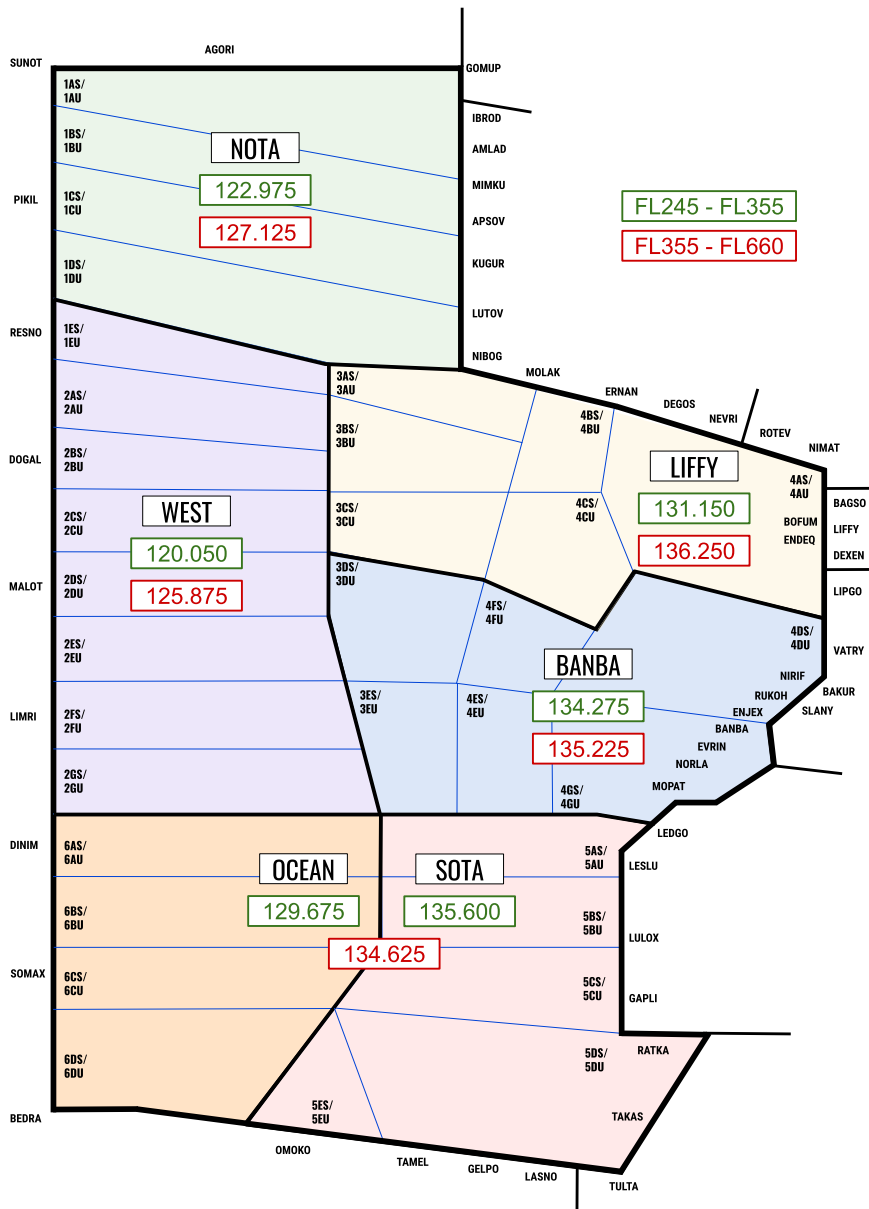 AGORI
SUNOT
GOMUP
1AS/
1AU
IBROD
1BS/
1BU
NOTA
AMLAD
MIMKU
122.975
FL245 - FL355
PIKIL
1CS/
1CU
APSOV
127.125
FL355 - FL660
KUGUR
1DS/
1DU
LUTOV
RESNO
1ES/
1EU
NIBOG
MOLAK
3AS/
3AU
ERNAN
2AS/
2AU
DEGOS
NEVRI
4BS/
4BU
3BS/
3BU
ROTEV
NIMAT
DOGAL
2BS/
2BU
LIFFY
4AS/
4AU
BAGSO
WEST
131.150
2CS/
2CU
3CS/
3CU
4CS/
4CU
BOFUM
LIFFY
ENDEQ
120.050
136.250
DEXEN
MALOT
2DS/
2DU
3DS/
3DU
125.875
LIPGO
4FS/
4FU
4DS/
4DU
2ES/
2EU
VATRY
BANBA
NIRIF
BAKUR
RUKOH
3ES/
3EU
4ES/
4EU
134.275
SLANY
ENJEX
LIMRI
2FS/
2FU
BANBA
135.225
EVRIN
NORLA
2GS/
2GU
4GS/
4GU
MOPAT
LEDGO
DINIM
6AS/
6AU
5AS/
5AU
OCEAN
SOTA
LESLU
129.675
135.600
6BS/
6BU
5BS/
5BU
LULOX
134.625
SOMAX
6CS/
6CU
5CS/
5CU
GAPLI
RATKA
6DS/
6DU
5DS/
5DU
BEDRA
5ES/
5EU
TAKAS
OMOKO
TAMEL
GELPO
LASNO
TULTA